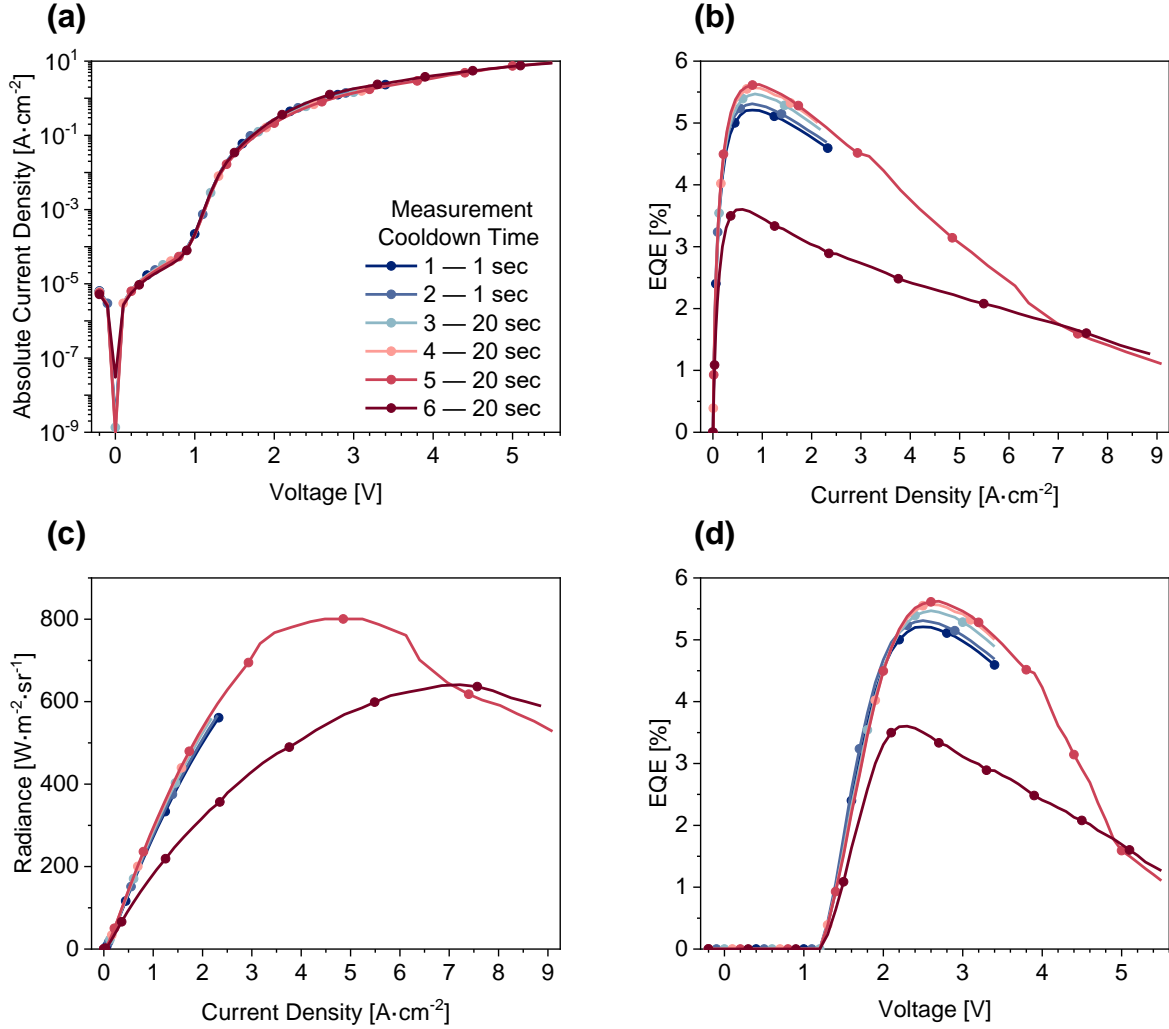 (a)
Absolute Current Density [A·cm⁻²]
10¹
10⁻¹
10⁻³
10⁻⁵
10⁻⁷
10⁻⁹
Measurement
Cooldown Time
1 — 1 sec
2 — 1 sec
3 — 20 sec
4 — 20 sec
5 — 20 sec
6 — 20 sec
0 1 2 3 4 5
Voltage [V]
(b)
EQE [%]
6
5
4
3
2
1
0
0 1 2 3 4 5 6 7 8 9
Current Density [A·cm⁻²]
(c)
Radiance [W·m⁻²·sr⁻¹]
800
600
400
200
0
0 1 2 3 4 5 6 7 8 9
Current Density [A·cm⁻²]
(d)
EQE [%]
6
5
4
3
2
1
0
0 1 2 3 4 5
Voltage [V]